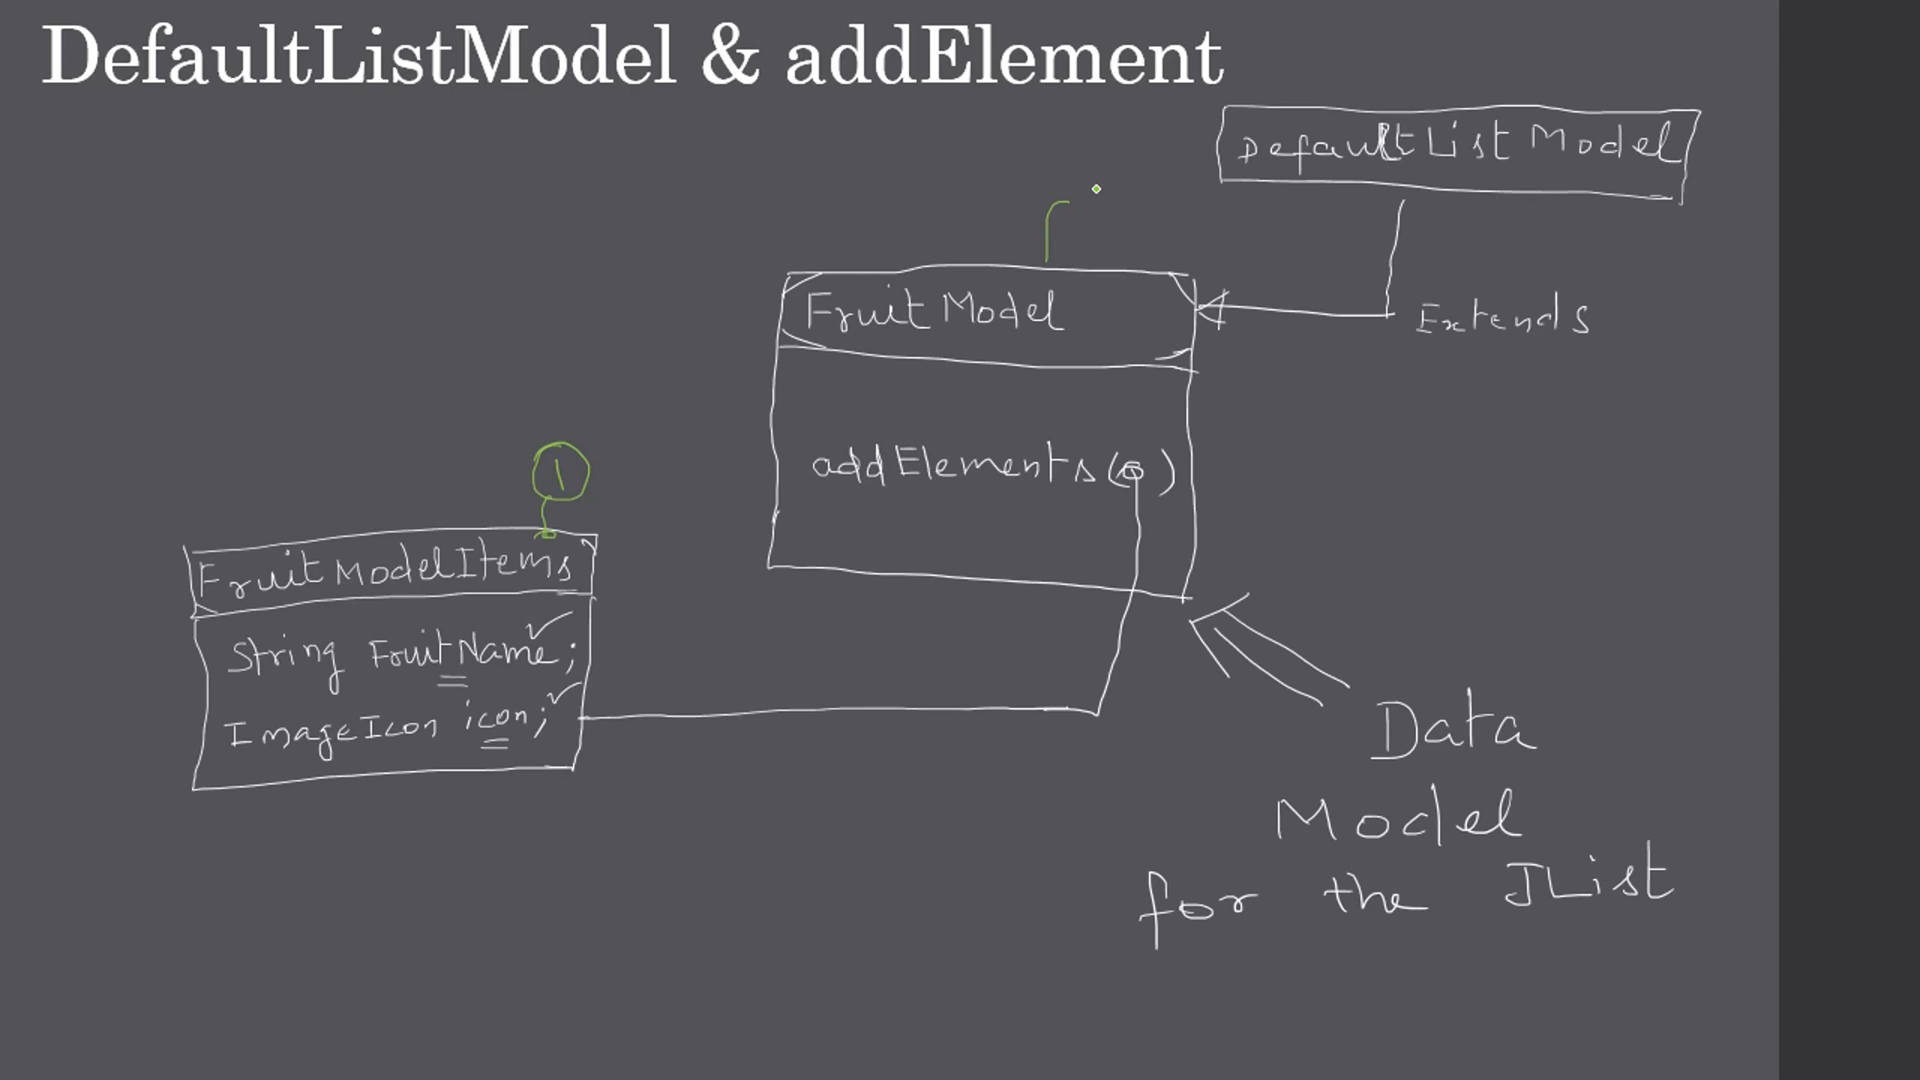 DefaultListModel & addElement
DefaultListModel
FruitModel
Extends
addElements( )
1
FruitModelItems
String FruitName;
ImageIcon icon;
Data
Model
for the JList